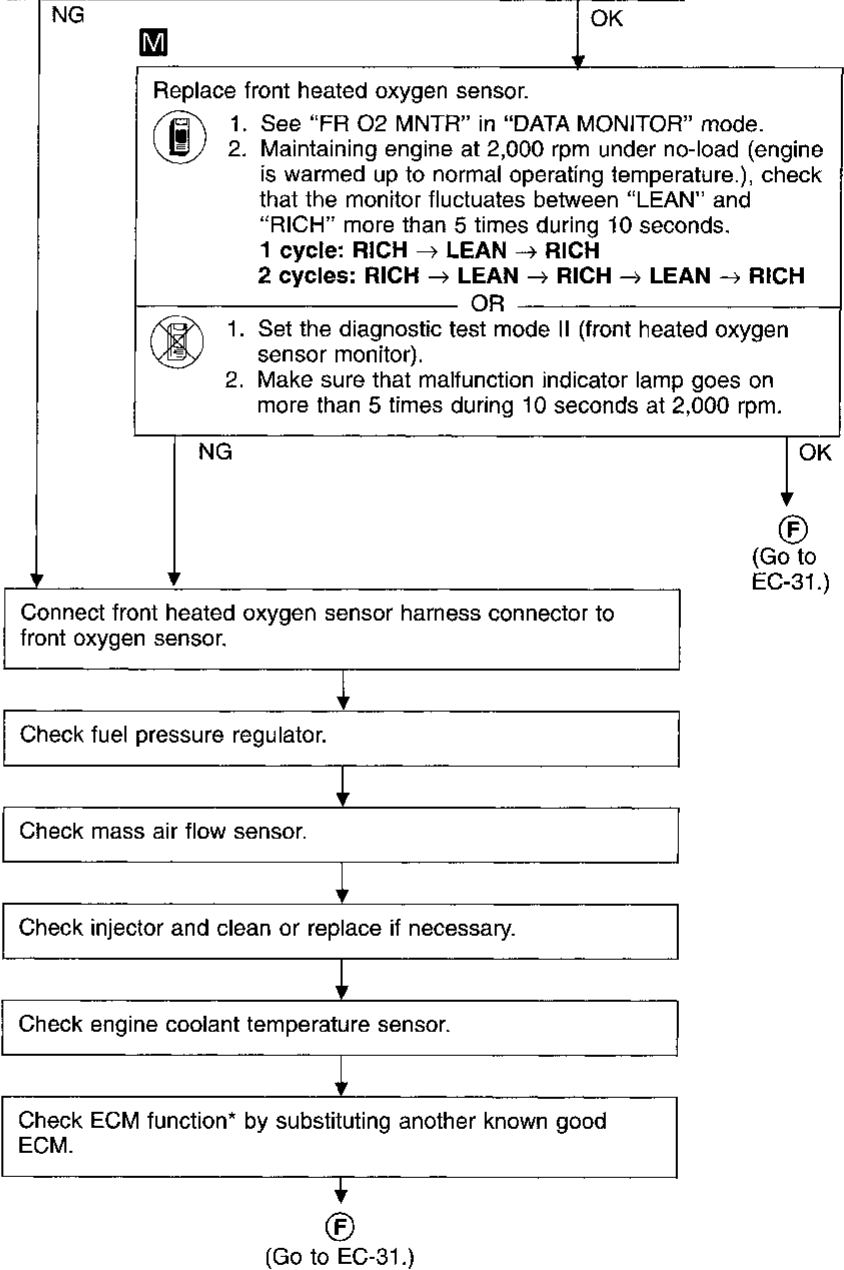 NG
OK
M
Replace front heated oxygen sensor.
1. See "FR O2 MNTR" in "DATA MONITOR" mode.
2. Maintaining engine at 2,000 rpm under no-load (engine
is warmed up to normal operating temperature.), check
that the monitor fluctuates between "LEAN" and
"RICH" more than 5 times during 10 seconds.
1 cycle: RICH → LEAN → RICH
2 cycles: RICH → LEAN → RICH → LEAN → RICH
OR
1. Set the diagnostic test mode II (front heated oxygen
sensor monitor).
2. Make sure that malfunction indicator lamp goes on
more than 5 times during 10 seconds at 2,000 rpm.
NG
OK
F
(Go to
EC-31.)
Connect front heated oxygen sensor harness connector to
front oxygen sensor.
Check fuel pressure regulator.
Check mass air flow sensor.
Check injector and clean or replace if necessary.
Check engine coolant temperature sensor.
Check ECM function* by substituting another known good
ECM.
F
(Go to EC-31.)